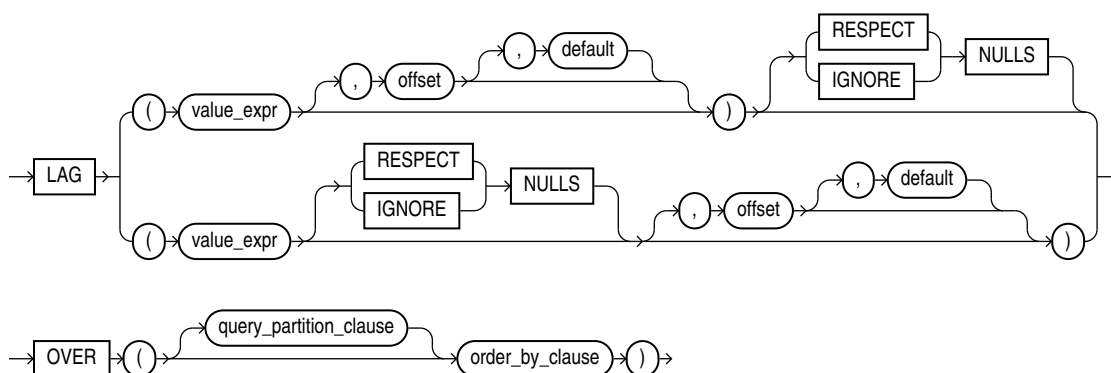 , default
RESPECT
IGNORE
NULLS
, offset
( value_expr )
LAG
RESPECT
IGNORE
NULLS
, default
, offset
( value_expr )
query_partition_clause
OVER ( order_by_clause )